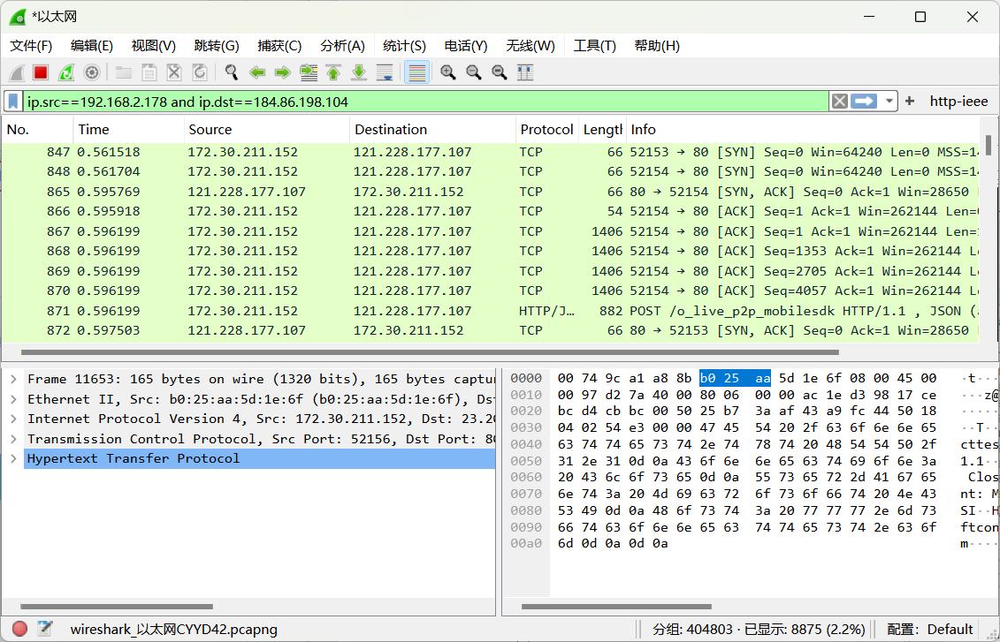 *以太网
文件(F) 编辑(E) 视图(V) 跳转(G) 捕获(C) 分析(A) 统计(S) 电话(Y) 无线(W) 工具(T) 帮助(H)
ip.src==192.168.2.178 and ip.dst==184.86.198.104 + http-ieee
No. Time Source Destination Protocol Length Info
847 0.561518 172.30.211.152 121.228.177.107 TCP 66 52153 → 80 [SYN] Seq=0 Win=64240 Len=0 MSS=14
848 0.561704 172.30.211.152 121.228.177.107 TCP 66 52154 → 80 [SYN] Seq=0 Win=64240 Len=0 MSS=14
865 0.595769 121.228.177.107 172.30.211.152 TCP 66 80 → 52154 [SYN, ACK] Seq=0 Ack=1 Win=28650
866 0.595918 172.30.211.152 121.228.177.107 TCP 54 52154 → 80 [ACK] Seq=1 Ack=1 Win=262144 Len=0
867 0.596199 172.30.211.152 121.228.177.107 TCP 1406 52154 → 80 [ACK] Seq=1 Ack=1 Win=262144 Len=
868 0.596199 172.30.211.152 121.228.177.107 TCP 1406 52154 → 80 [ACK] Seq=1353 Ack=1 Win=262144
869 0.596199 172.30.211.152 121.228.177.107 TCP 1406 52154 → 80 [ACK] Seq=2705 Ack=1 Win=262144
870 0.596199 172.30.211.152 121.228.177.107 TCP 1406 52154 → 80 [ACK] Seq=4057 Ack=1 Win=262144
871 0.596199 172.30.211.152 121.228.177.107 HTTP/J… 882 POST /o_live_p2p_mobilesdk HTTP/1.1 , JSON (a
872 0.597503 121.228.177.107 172.30.211.152 TCP 66 80 → 52153 [SYN, ACK] Seq=0 Ack=1 Win=28650
Frame 11653: 165 bytes on wire (1320 bits), 165 bytes captur
Ethernet II, Src: b0:25:aa:5d:1e:6f (b0:25:aa:5d:1e:6f), Dst
Internet Protocol Version 4, Src: 172.30.211.152, Dst: 23.20
Transmission Control Protocol, Src Port: 52156, Dst Port: 80
Hypertext Transfer Protocol
0000 00 74 9c a1 a8 8b b0 25 aa 5d 1e 6f 08 00 45 00 ·t···
0010 00 97 d2 7a 40 00 80 06 00 00 ac 1e d3 98 17 ce ···z@
0020 bc d4 cb bc 00 50 25 b7 3a af 43 a9 fc 44 50 18 ·····
0030 04 02 54 e3 00 00 47 45 54 20 2f 63 6f 6e 6e 65 ··T··
0040 63 74 74 65 73 74 2e 74 78 74 20 48 54 54 50 2f cttes
0050 31 2e 31 0d 0a 43 6f 6e 6e 65 63 74 69 6f 6e 3a 1.1··
0060 20 43 6c 6f 73 65 0d 0a 55 73 65 72 2d 41 67 65 Clos
0070 6e 74 3a 20 4d 69 63 72 6f 73 6f 66 74 20 4e 43 nt: M
0080 53 49 0d 0a 48 6f 73 74 3a 20 77 77 77 2e 6d 73 SI··H
0090 66 74 63 6f 6e 6e 65 63 74 74 65 73 74 2e 63 6f ftcon
00a0 6d 0d 0a 0d 0a m····
wireshark_以太网CYYD42.pcapng 分组: 404803 · 已显示: 8875 (2.2%) 配置: Default